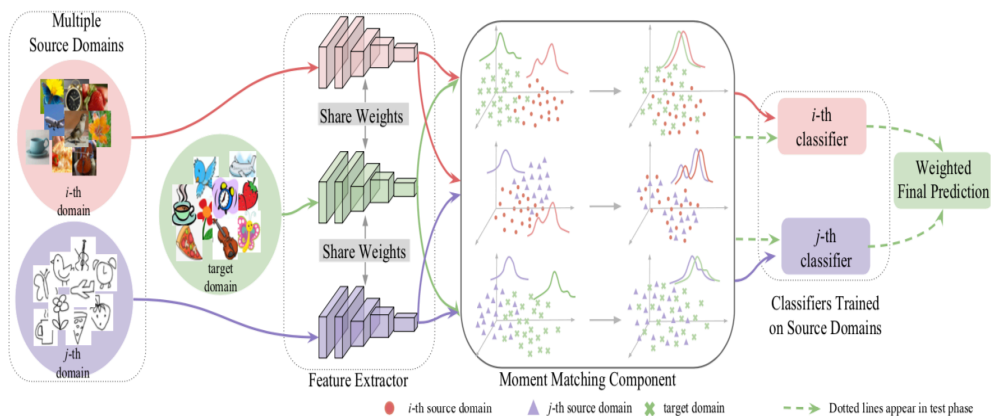 Multiple
Source Domains
i-th
domain
j-th
domain
target
domain
Share Weights
Share Weights
Feature Extractor
Moment Matching Component
i-th
classifier
j-th
classifier
Classifiers Trained
on Source Domains
Weighted
Final Prediction
i-th source domain
j-th source domain
target domain
Dotted lines appear in test phase